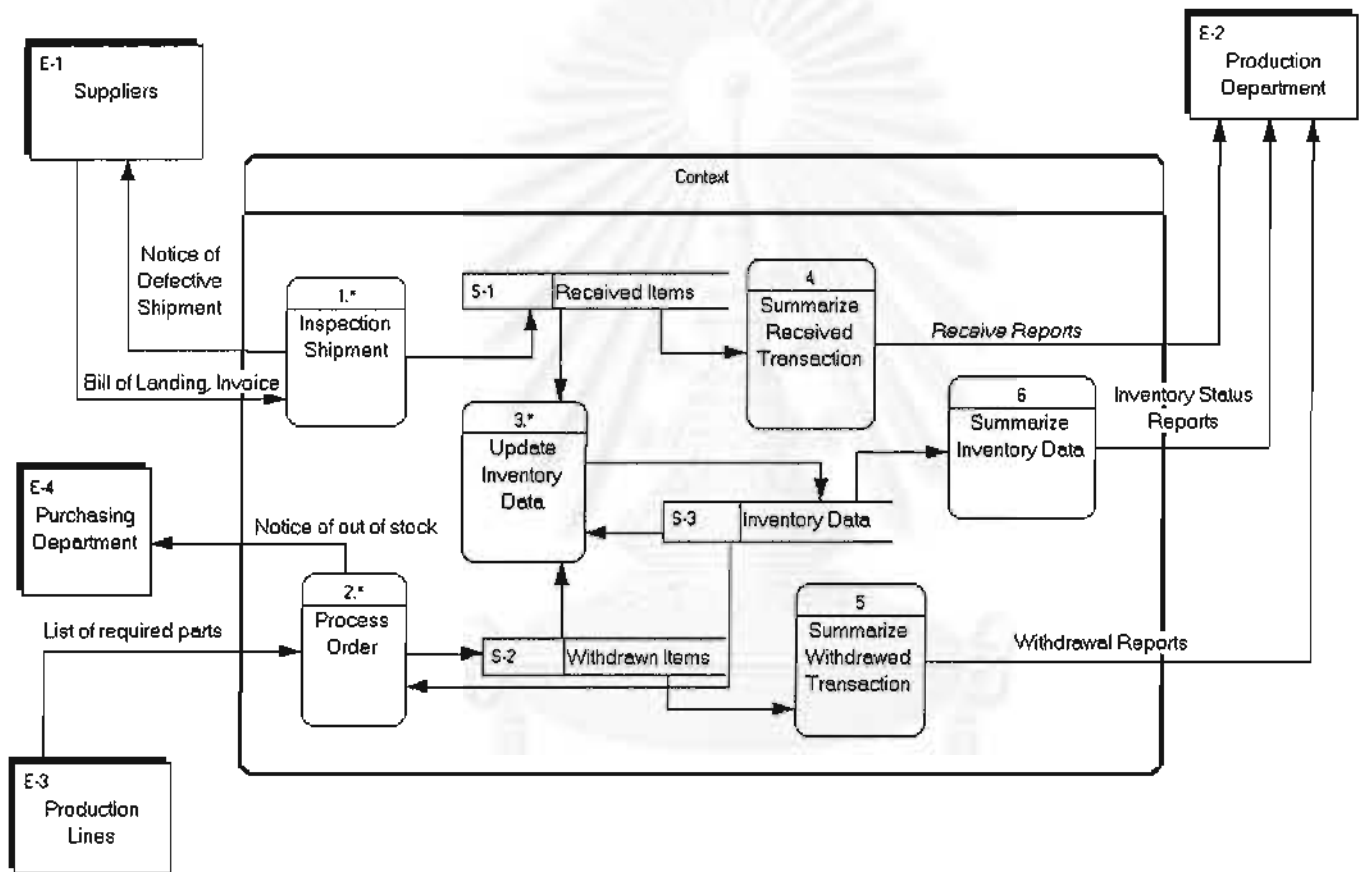 E-1
Suppliers
E-2
Production
Department
Context
Notice of
Defective
Shipment
1.*
Inspection
Shipment
S-1
Received Items
4
Summarize
Received
Transaction
Receive Reports
Bill of Landing, Invoice
3.*
Update
Inventory
Data
6
Summarize
Inventory Data
Inventory Status
Reports
E-4
Purchasing
Department
Notice of out of stock
S-3
Inventory Data
2.*
Process
Order
List of required parts
S-2
Withdrawn Items
5
Summarize
Withdrawed
Transaction
Withdrawal Reports
E-3
Production
Lines